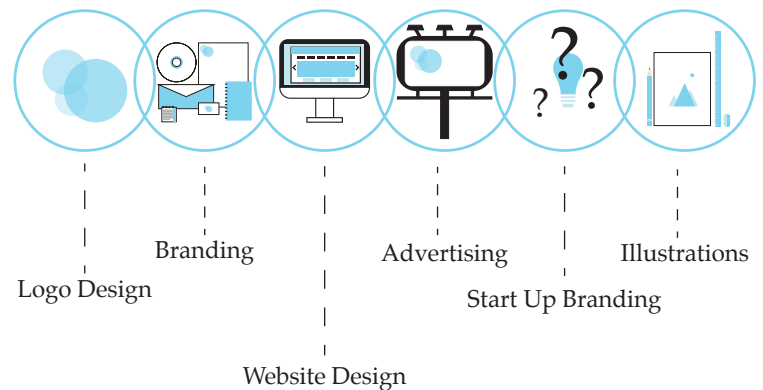 ?
?
?
Branding
Advertising
Illustrations
Logo Design
Start Up Branding
Website Design